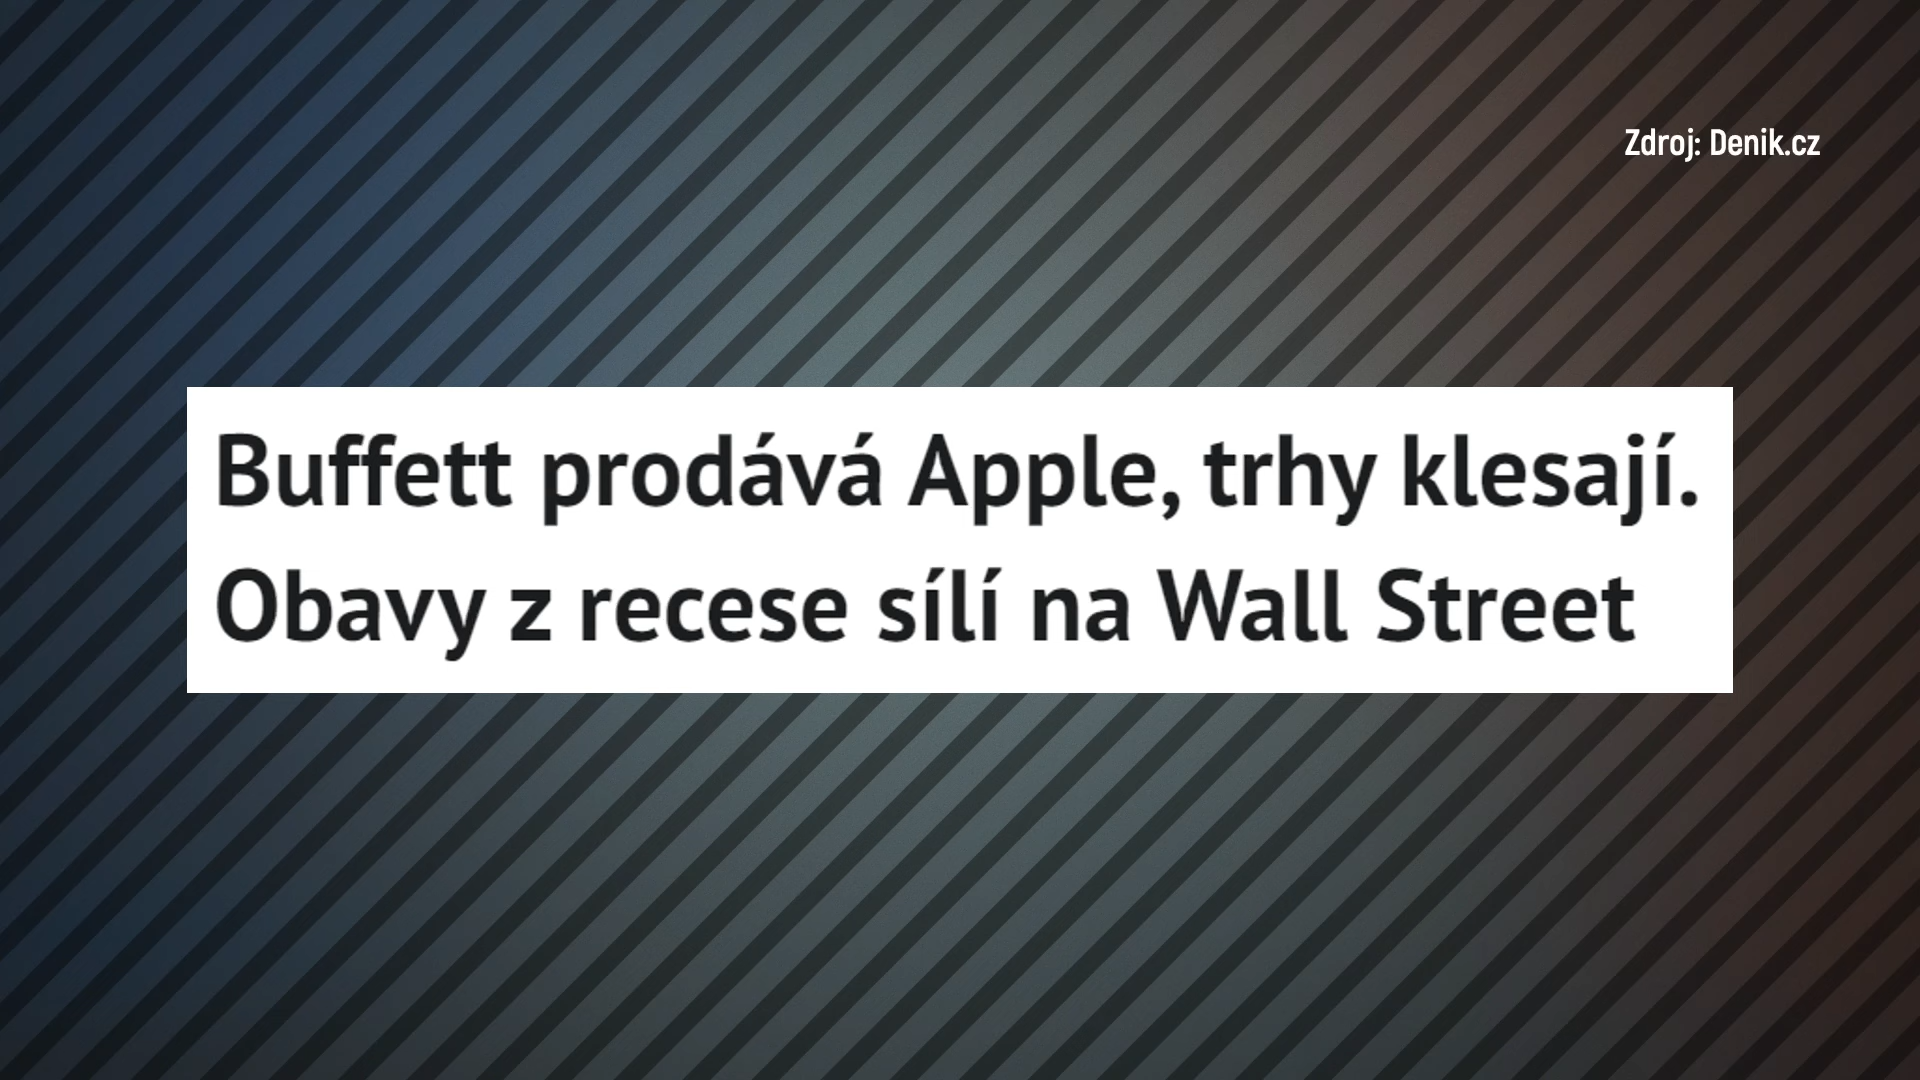 Zdroj: Denik.cz
Buffett prodává Apple, trhy klesají.
Obavy z recese sílí na Wall Street